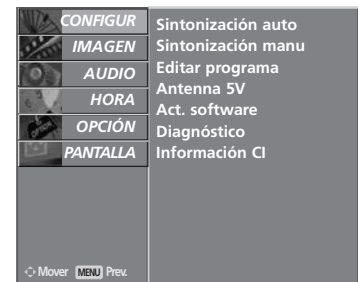 CONFIGUR
IMAGEN
AUDIO
HORA
OPCIÓN
PANTALLA
Sintonización auto
Sintonización manu
Editar programa
Antenna 5V
Act. software
Diagnóstico
Información CI
Mover MENU Prev.